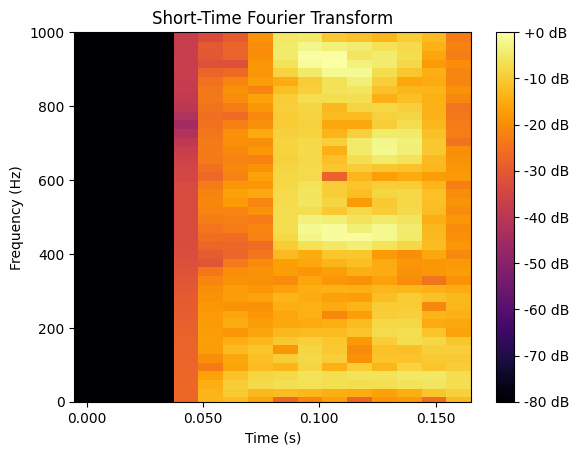 Short-Time Fourier Transform
1000
800
600
400
200
0
Frequency (Hz)
0.000
0.050
0.100
0.150
Time (s)
+0 dB
-10 dB
-20 dB
-30 dB
-40 dB
-50 dB
-60 dB
-70 dB
-80 dB